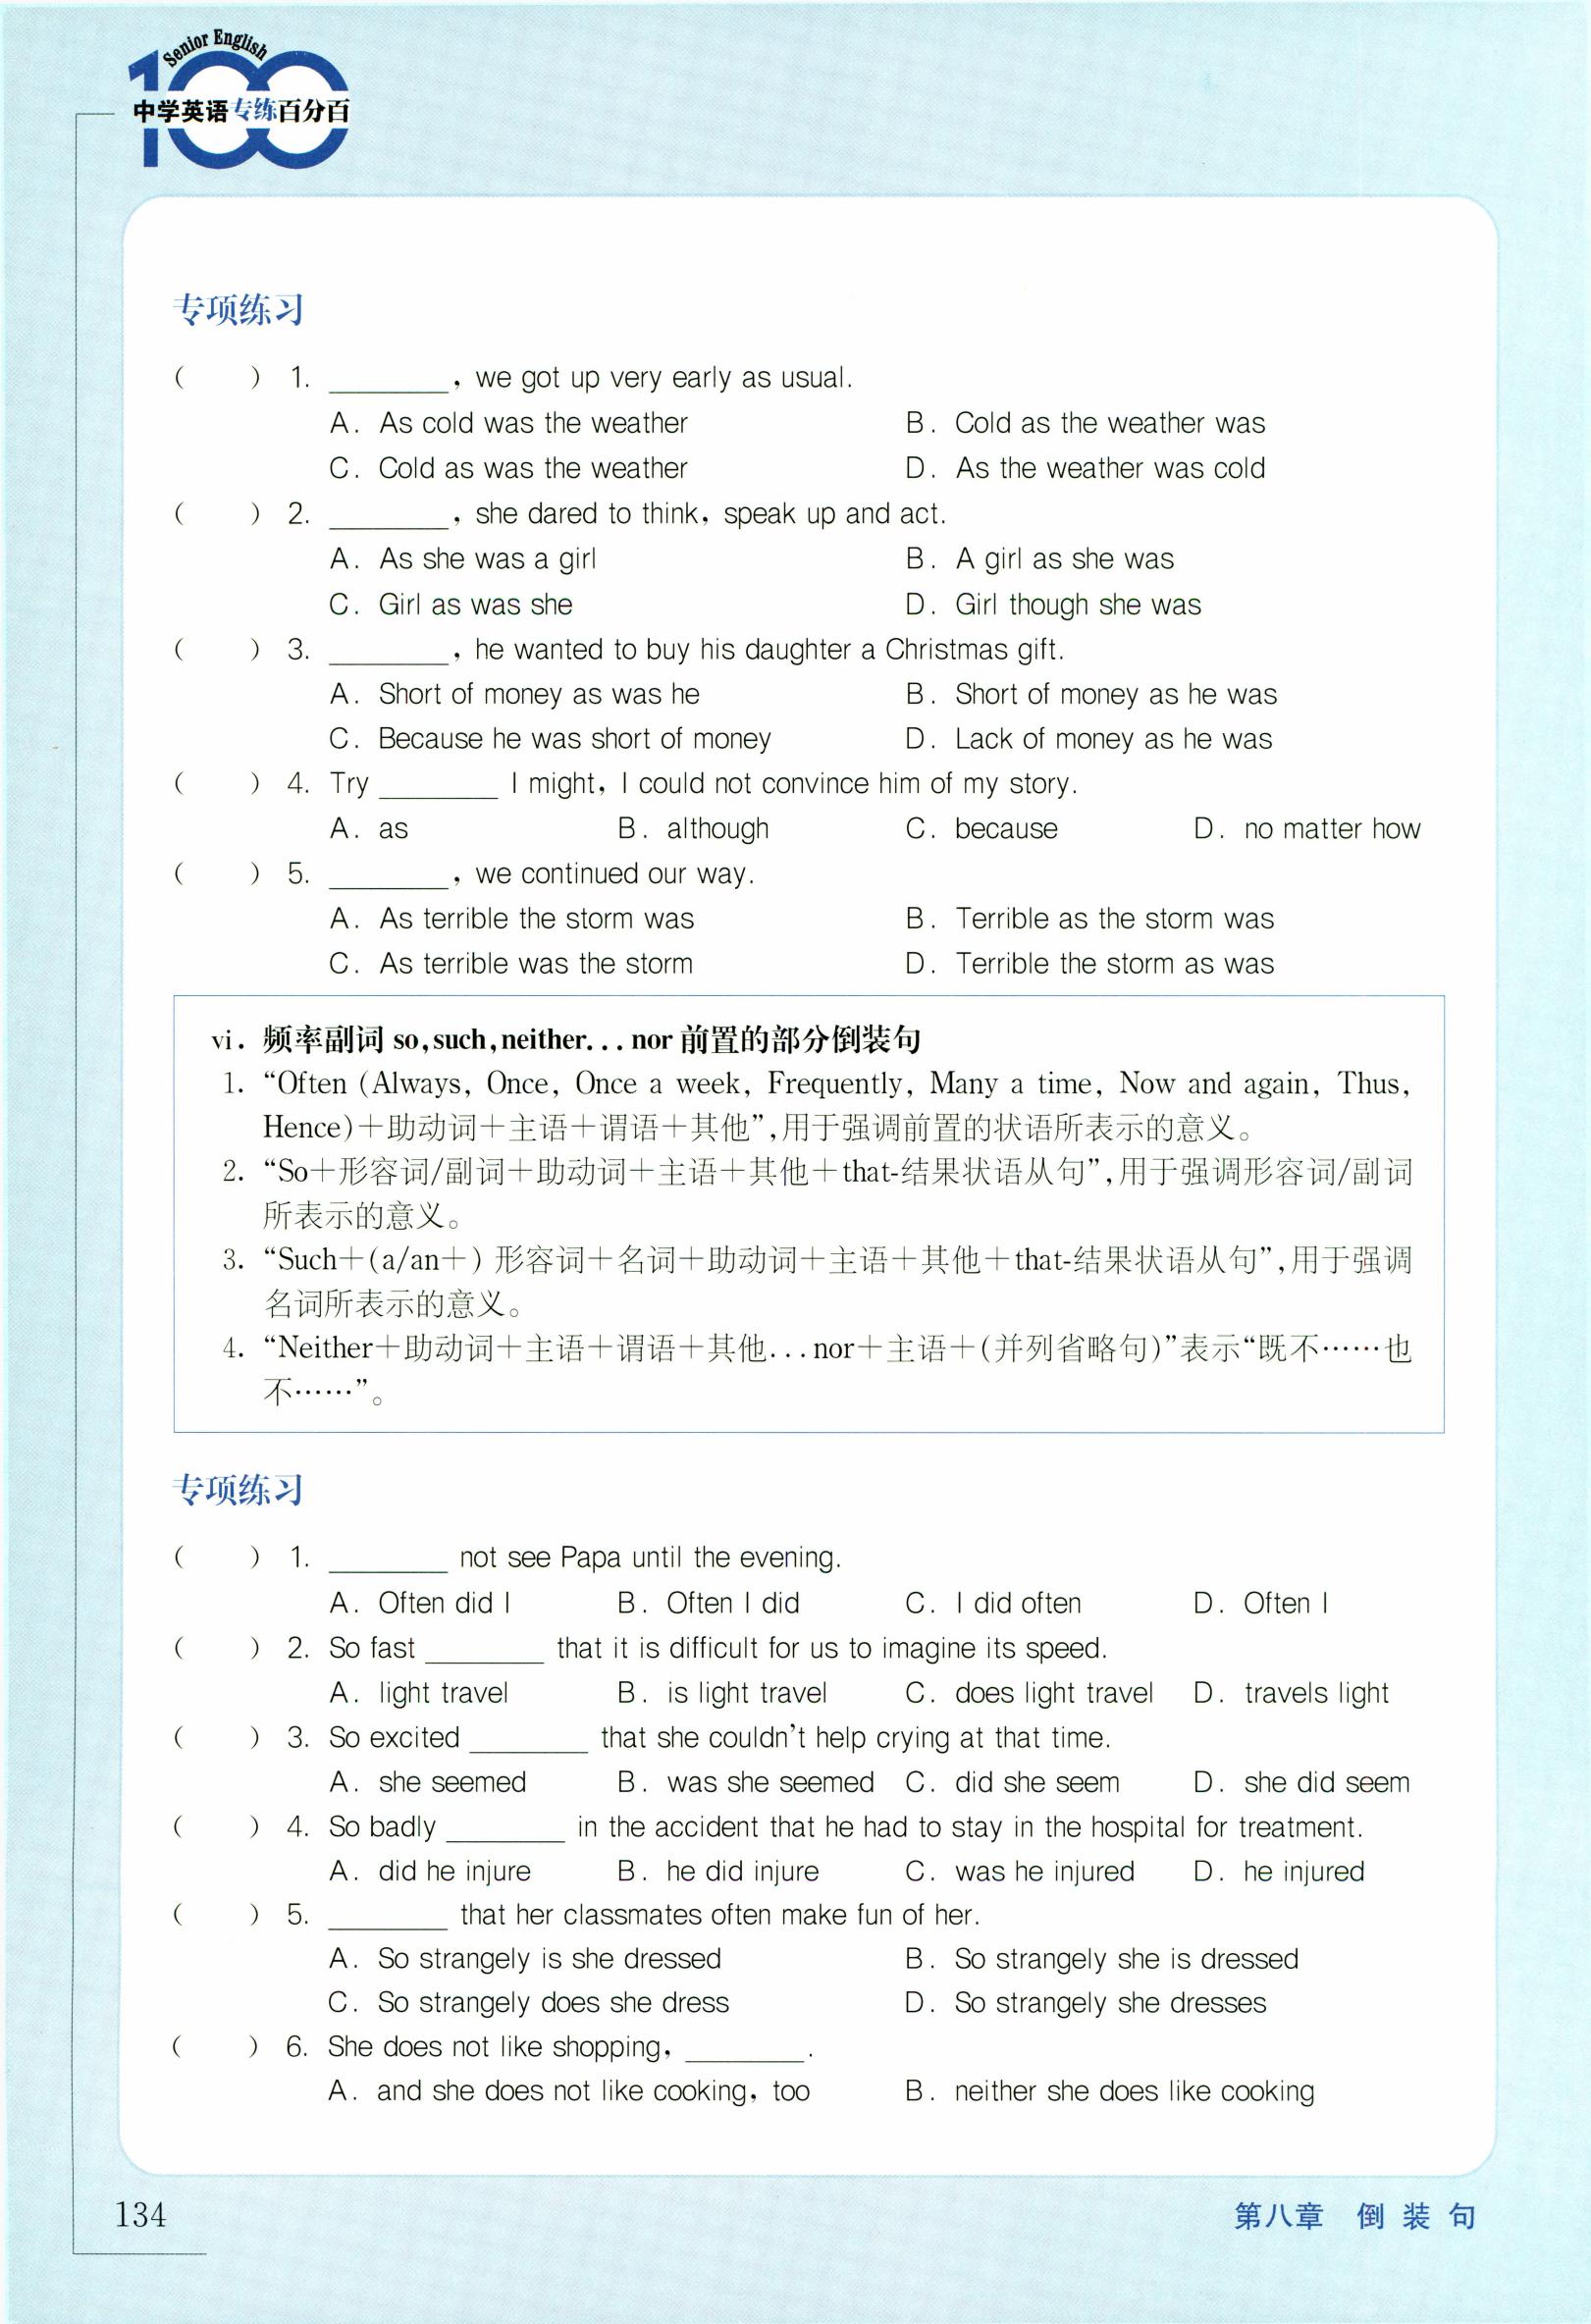 Senior English
100
中学英语专练百分百
专项练习
(    ) 1. ________, we got up very early as usual.
A. As cold was the weather    B. Cold as the weather was
C. Cold as was the weather    D. As the weather was cold
(    ) 2. ________, she dared to think, speak up and act.
A. As she was a girl    B. A girl as she was
C. Girl as was she    D. Girl though she was
(    ) 3. ________, he wanted to buy his daughter a Christmas gift.
A. Short of money as was he    B. Short of money as he was
C. Because he was short of money    D. Lack of money as he was
(    ) 4. Try ________ I might, I could not convince him of my story.
A. as    B. although    C. because    D. no matter how
(    ) 5. ________, we continued our way.
A. As terrible the storm was    B. Terrible as the storm was
C. As terrible was the storm    D. Terrible the storm as was
vi. 频率副词 so, such, neither... nor 前置的部分倒装句
1. “Often (Always, Once, Once a week, Frequently, Many a time, Now and again, Thus,
Hence)+助动词+主语+谓语+其他”,用于强调前置的状语所表示的意义。
2. “So+形容词/副词+助动词+主语+其他+that-结果状语从句”,用于强调形容词/副词
所表示的意义。
3. “Such+(a/an+) 形容词+名词+助动词+主语+其他+that-结果状语从句”,用于强调
名词所表示的意义。
4. “Neither+助动词+主语+谓语+其他...nor+主语+(并列省略句)”表示“既不……也
不……”。
专项练习
(    ) 1. ________ not see Papa until the evening.
A. Often did I    B. Often I did    C. I did often    D. Often I
(    ) 2. So fast ________ that it is difficult for us to imagine its speed.
A. light travel    B. is light travel    C. does light travel    D. travels light
(    ) 3. So excited ________ that she couldn't help crying at that time.
A. she seemed    B. was she seemed    C. did she seem    D. she did seem
(    ) 4. So badly ________ in the accident that he had to stay in the hospital for treatment.
A. did he injure    B. he did injure    C. was he injured    D. he injured
(    ) 5. ________ that her classmates often make fun of her.
A. So strangely is she dressed    B. So strangely she is dressed
C. So strangely does she dress    D. So strangely she dresses
(    ) 6. She does not like shopping, ________.
A. and she does not like cooking, too    B. neither she does like cooking
134
第八章 倒装句